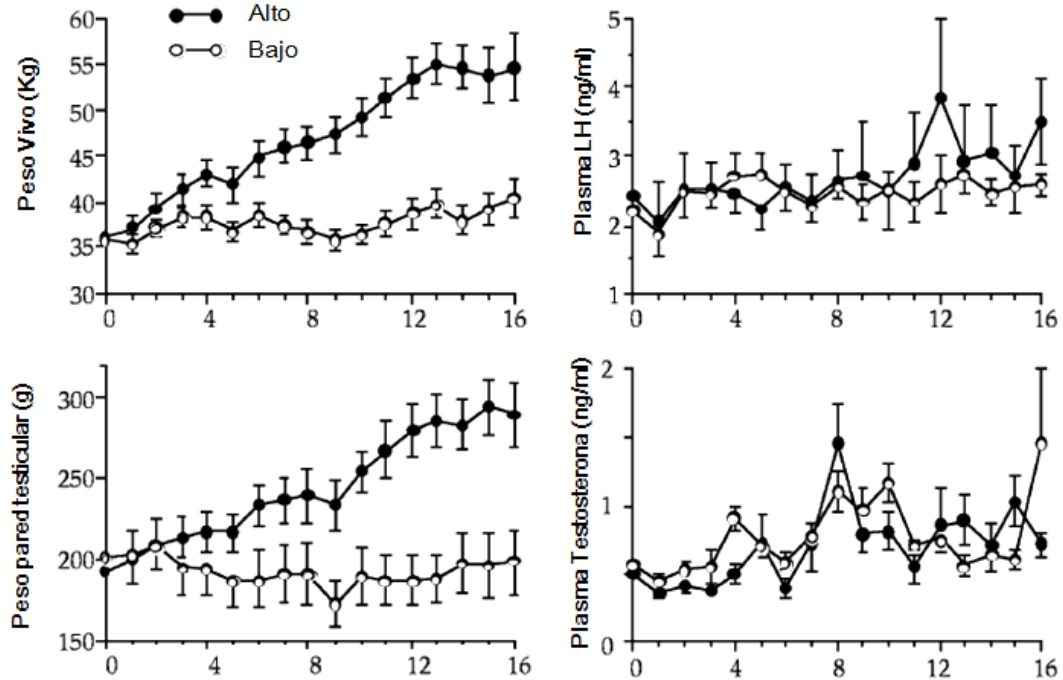 Alto
Bajo
Peso Vivo (Kg)
60
55
50
45
40
35
30
0 4 8 12 16
Plasma LH (ng/ml)
5
4
3
2
1
0 4 8 12 16
Peso pared testicular (g)
300
250
200
150
0 4 8 12 16
Plasma Testosterona (ng/ml)
2
1
0
0 4 8 12 16